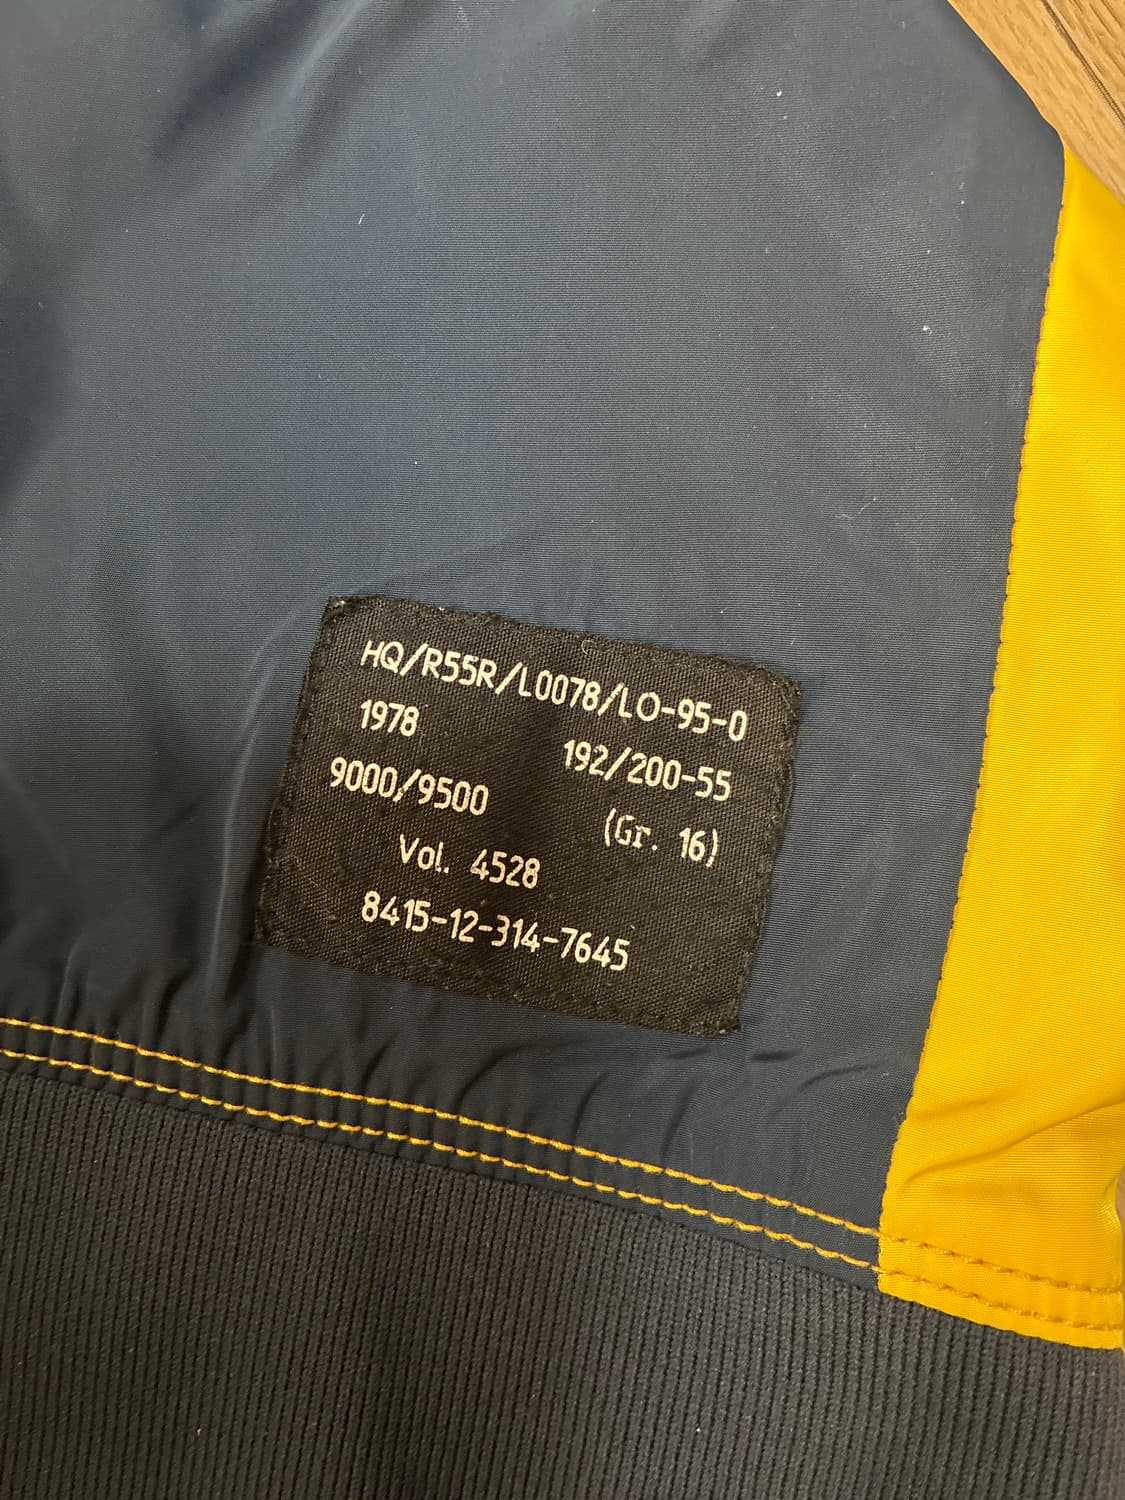 HQ/R55R/L0078/LO-95-0
1978
192/200-55
9000/9500
(Gr. 16)
Vol. 4528
8415-12-314-7645